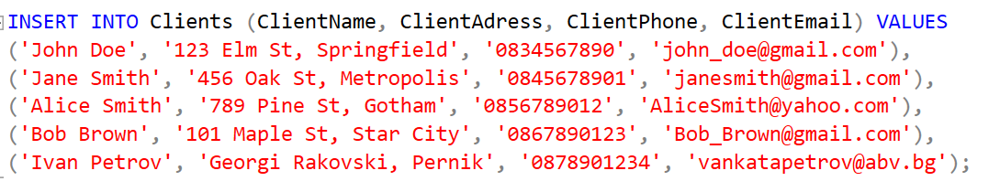 INSERT INTO Clients (ClientName, ClientAdress, ClientPhone, ClientEmail) VALUES
('John Doe', '123 Elm St, Springfield', '0834567890', 'john_doe@gmail.com'),
('Jane Smith', '456 Oak St, Metropolis', '0845678901', 'janesmith@gmail.com'),
('Alice Smith', '789 Pine St, Gotham', '0856789012', 'AliceSmith@yahoo.com'),
('Bob Brown', '101 Maple St, Star City', '0867890123', 'Bob_Brown@gmail.com'),
('Ivan Petrov', 'Georgi Rakovski, Pernik', '0878901234', 'vankatapetrov@abv.bg');